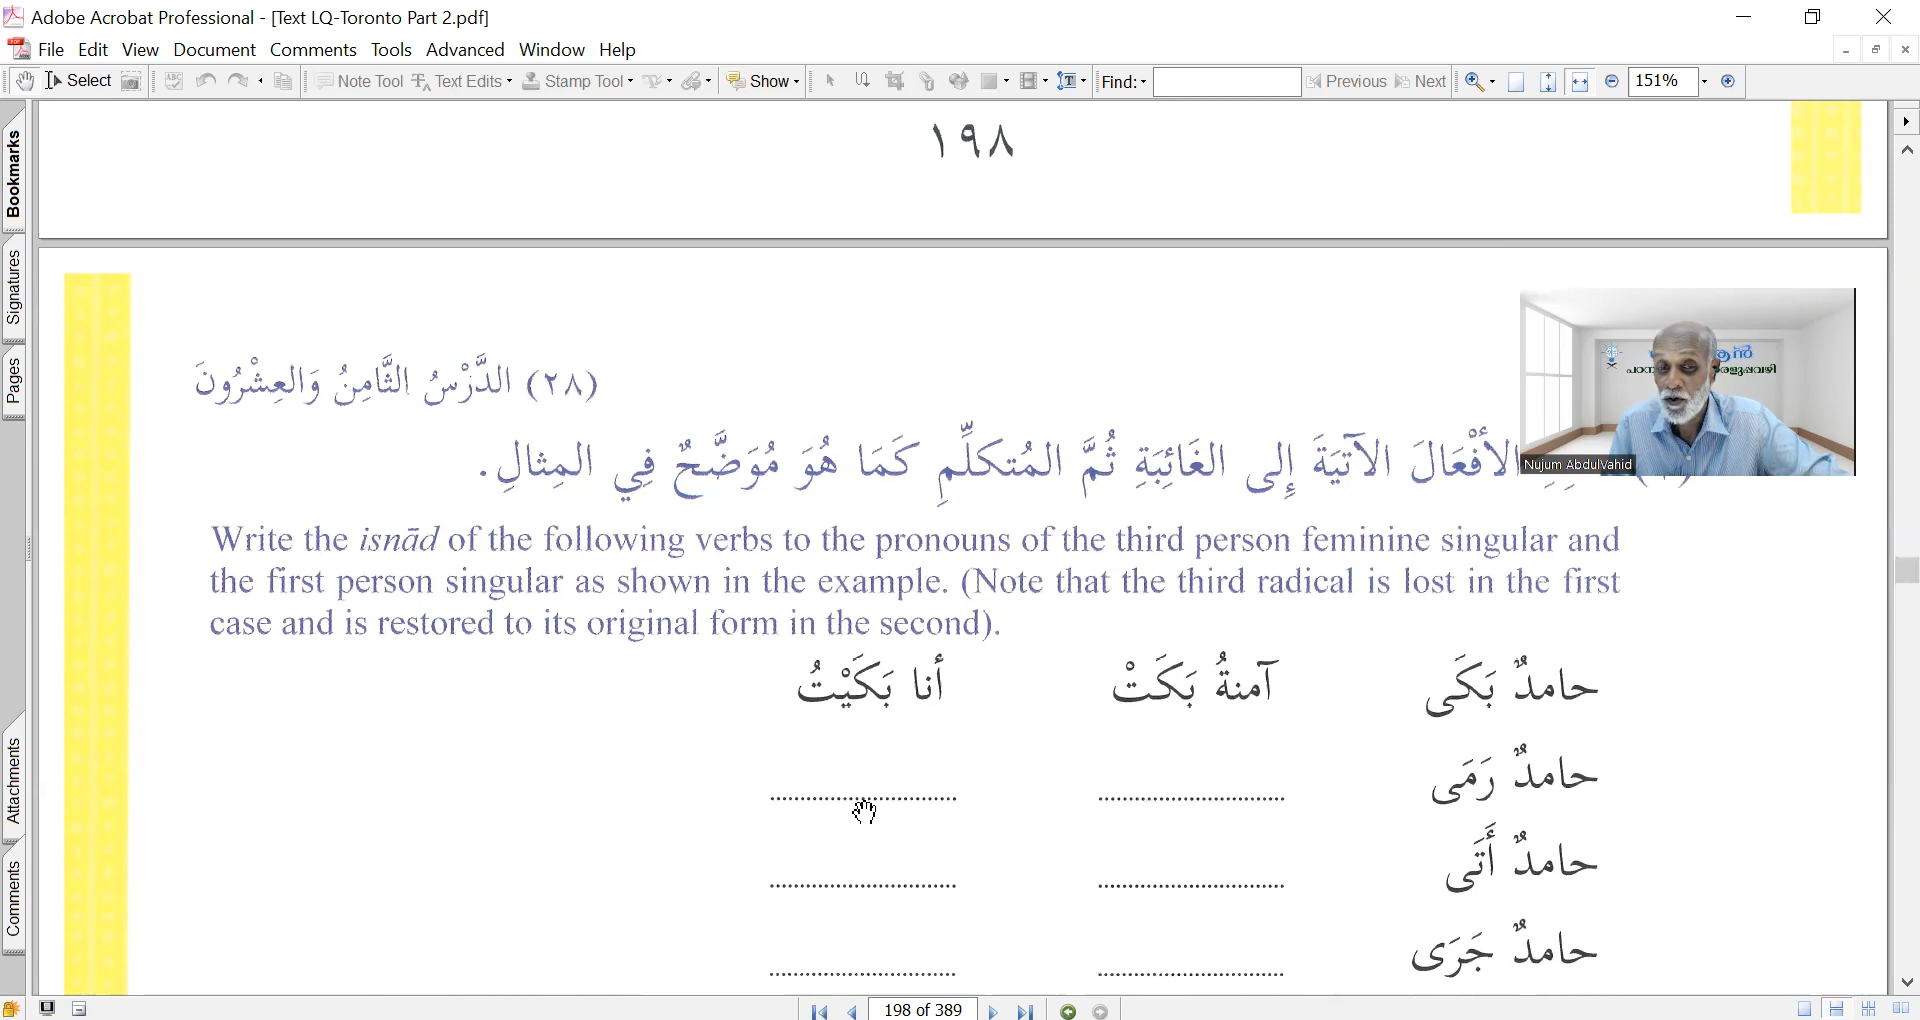 Adobe Acrobat Professional - [Text LQ-Toronto Part 2.pdf]
File Edit View Document Comments Tools Advanced Window Help
Select Note Tool Text Edits Stamp Tool Show Find: Previous Next 151%
Bookmarks
Signatures
Pages
Attachments
Comments
١٩٨
(٢٨) الدَّرْسُ الثَّامِنُ وَالعِشْرُونَ
الأَفْعَالَ الآتيَةَ إِلى الغَائِبَةِ ثُمَّ المُتكلِّمِ كَمَا هُوَ مُوَضَّحٌ فِي المِثالِ.
Nujum AbdulVahid
Write the isnād of the following verbs to the pronouns of the third person feminine singular and
the first person singular as shown in the example. (Note that the third radical is lost in the first
case and is restored to its original form in the second).
حامدٌ بَكَى آمنةُ بَكَتْ أنا بَكَيْتُ
حامدٌ رَمَى ............................... ...............................
حامدٌ أَتَى ............................... ...............................
حامدٌ جَرَى ............................... ...............................
198 of 389